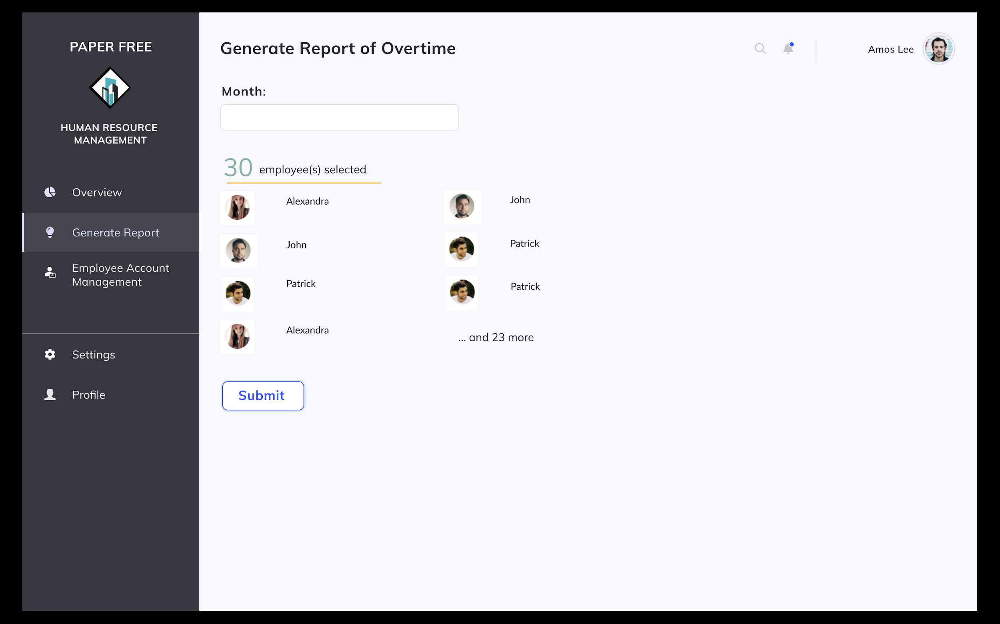 PAPER FREE
HUMAN RESOURCE
MANAGEMENT
Overview
Generate Report
Employee Account
Management
Settings
Profile
Generate Report of Overtime
Amos Lee
Month:
30 employee(s) selected
Alexandra
John
John
Patrick
Patrick
Patrick
Alexandra
... and 23 more
Submit